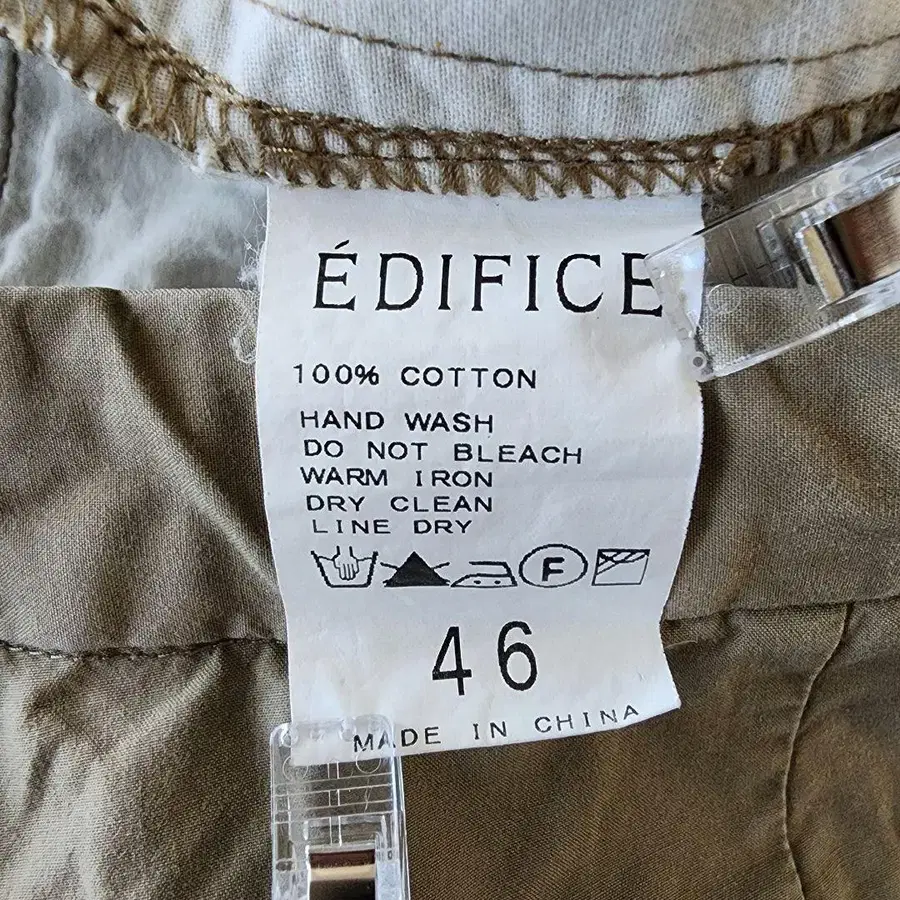 ÉDIFICE
100% COTTON
HAND WASH
DO NOT BLEACH
WARM IRON
DRY CLEAN
LINE DRY
F
46
MADE IN CHINA